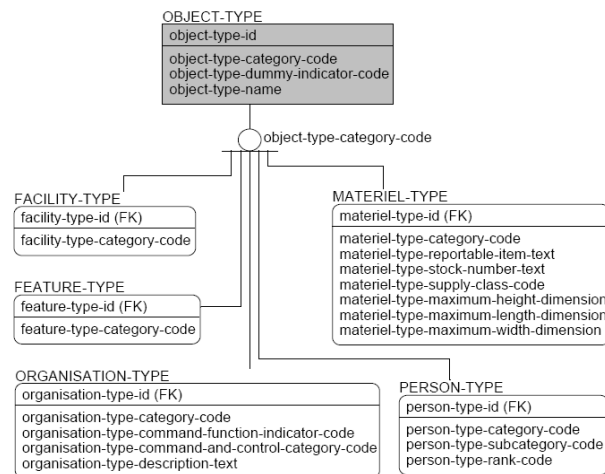 OBJECT-TYPE
object-type-id
object-type-category-code
object-type-dummy-indicator-code
object-type-name
object-type-category-code
FACILITY-TYPE
facility-type-id (FK)
facility-type-category-code
MATERIEL-TYPE
materiel-type-id (FK)
materiel-type-category-code
materiel-type-reportable-item-text
materiel-type-stock-number-text
materiel-type-supply-class-code
materiel-type-maximum-height-dimension
materiel-type-maximum-length-dimension
materiel-type-maximum-width-dimension
FEATURE-TYPE
feature-type-id (FK)
feature-type-category-code
ORGANISATION-TYPE
organisation-type-id (FK)
organisation-type-category-code
organisation-type-command-function-indicator-code
organisation-type-command-and-control-category-code
organisation-type-description-text
PERSON-TYPE
person-type-id (FK)
person-type-category-code
person-type-subcategory-code
person-type-rank-code